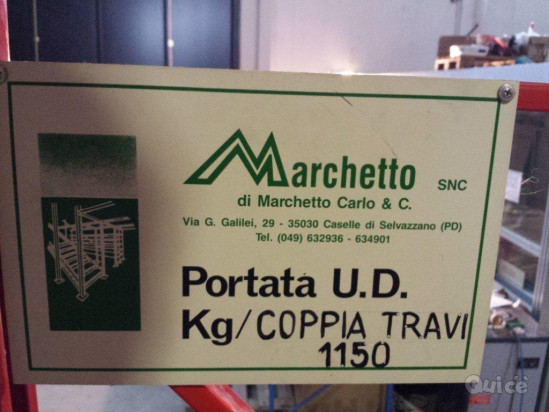 Marchetto SNC
di Marchetto Carlo & C.
Via G. Galilei, 29 - 35030 Caselle di Selvazzano (PD)
Tel. (049) 632936 - 634901
Portata U.D.
Kg/COPPIA TRAVI
1150
Quicè